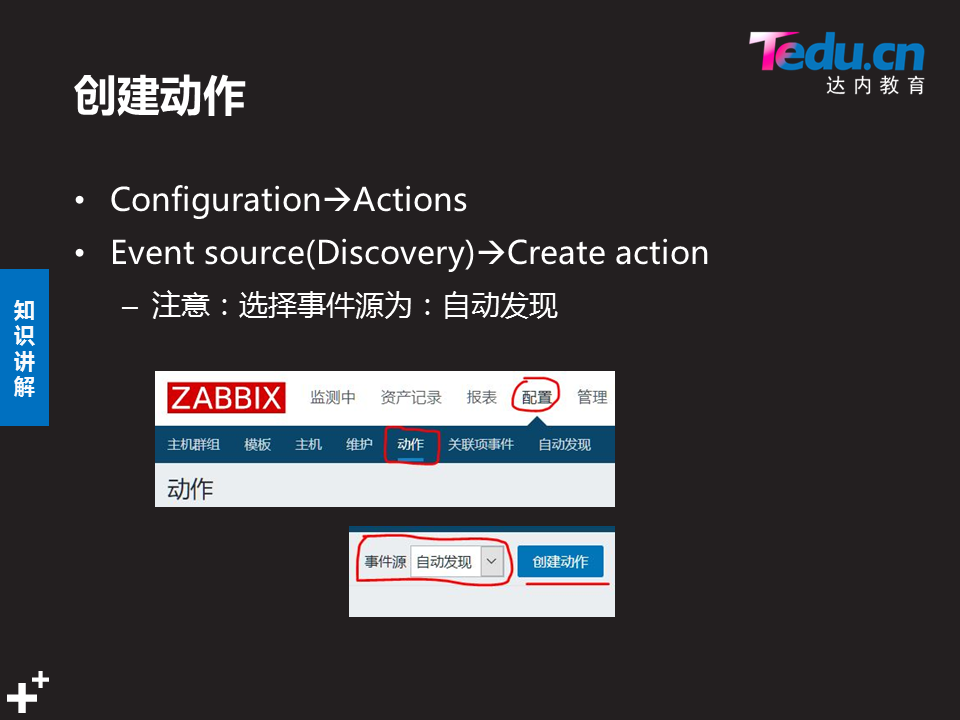 Tedu.cn
达内教育
创建动作
• Configuration→Actions
• Event source(Discovery)→Create action
– 注意：选择事件源为：自动发现
知
识
讲
解
ZABBIX 监测中 资产记录 报表 配置 管理
主机群组 模板 主机 维护 动作 关联项事件 自动发现
动作
事件源 自动发现 创建动作